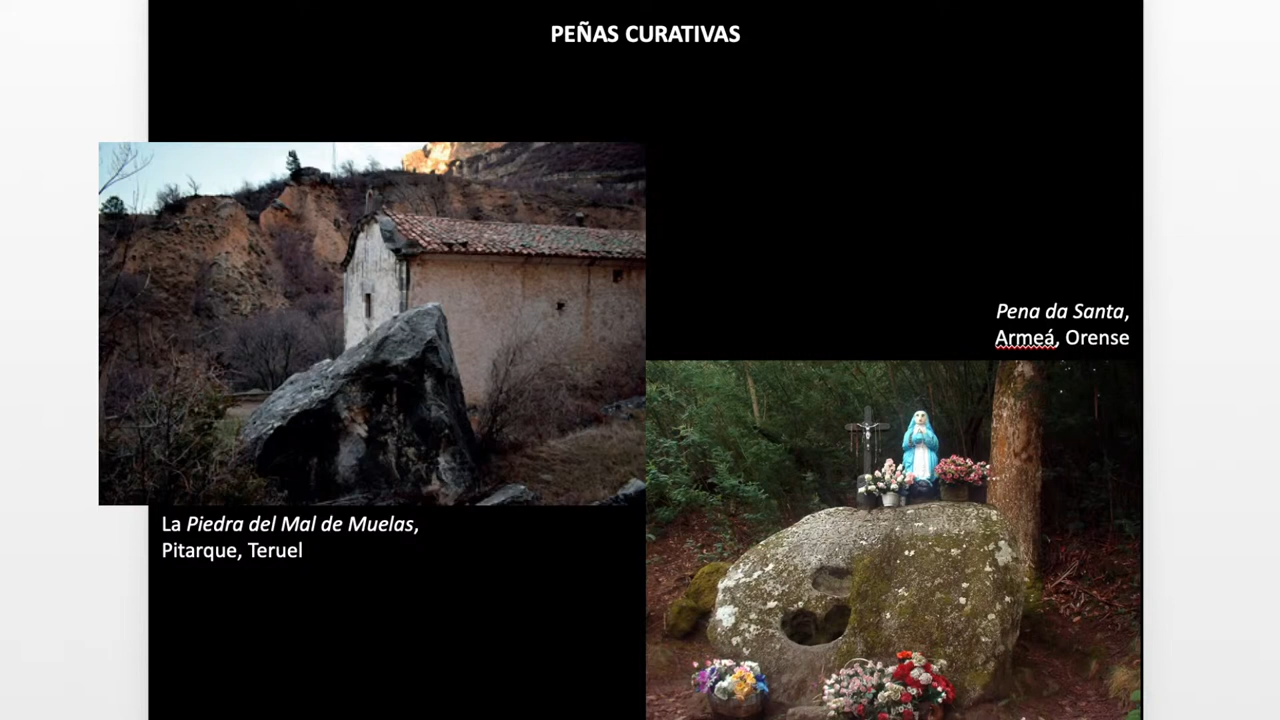 PEÑAS CURATIVAS
Pena da Santa,
Armeá, Orense
La Piedra del Mal de Muelas,
Pitarque, Teruel